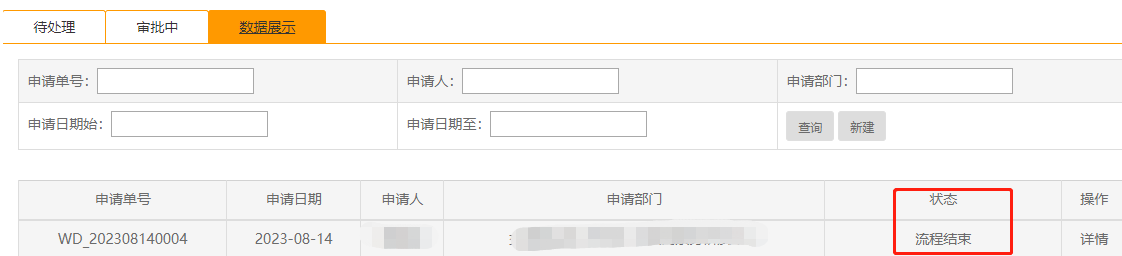 待处理 审批中 数据展示
申请单号： 申请人： 申请部门：
申请日期始： 申请日期至： 查询 新建
申请单号 申请日期 申请人 申请部门 状态 操作
WD_202308140004 2023-08-14 流程结束 详情